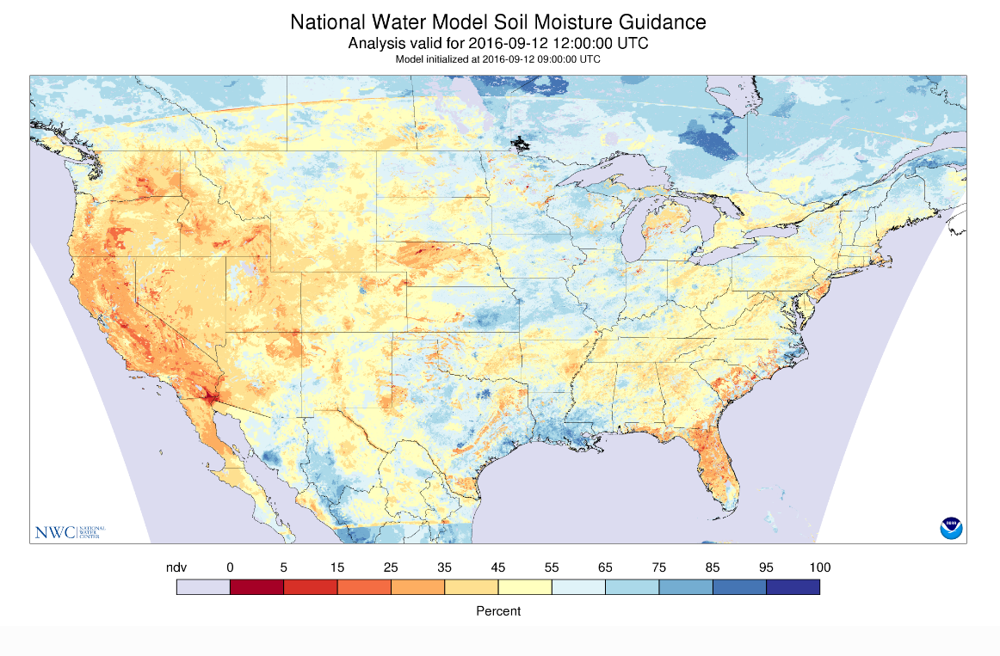 National Water Model Soil Moisture Guidance
Analysis valid for 2016-09-12 12:00:00 UTC
Model initialized at 2016-09-12 09:00:00 UTC
NWC NATIONAL
WATER
CENTER
NOAA
ndv 0 5 15 25 35 45 55 65 75 85 95 100
Percent